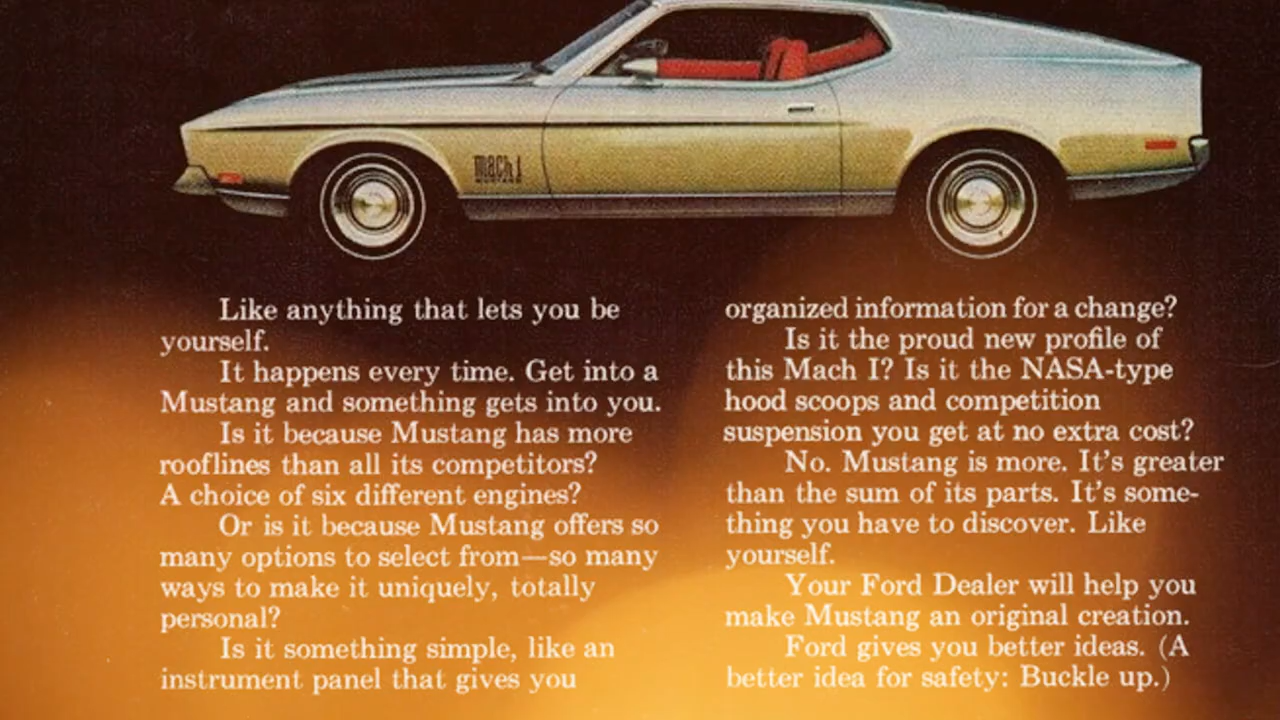 mach 1
MUSTANG
Like anything that lets you be
yourself.
It happens every time. Get into a
Mustang and something gets into you.
Is it because Mustang has more
rooflines than all its competitors?
A choice of six different engines?
Or is it because Mustang offers so
many options to select from—so many
ways to make it uniquely, totally
personal?
Is it something simple, like an
instrument panel that gives you
organized information for a change?
Is it the proud new profile of
this Mach I? Is it the NASA-type
hood scoops and competition
suspension you get at no extra cost?
No. Mustang is more. It's greater
than the sum of its parts. It's some-
thing you have to discover. Like
yourself.
Your Ford Dealer will help you
make Mustang an original creation.
Ford gives you better ideas. (A
better idea for safety: Buckle up.)